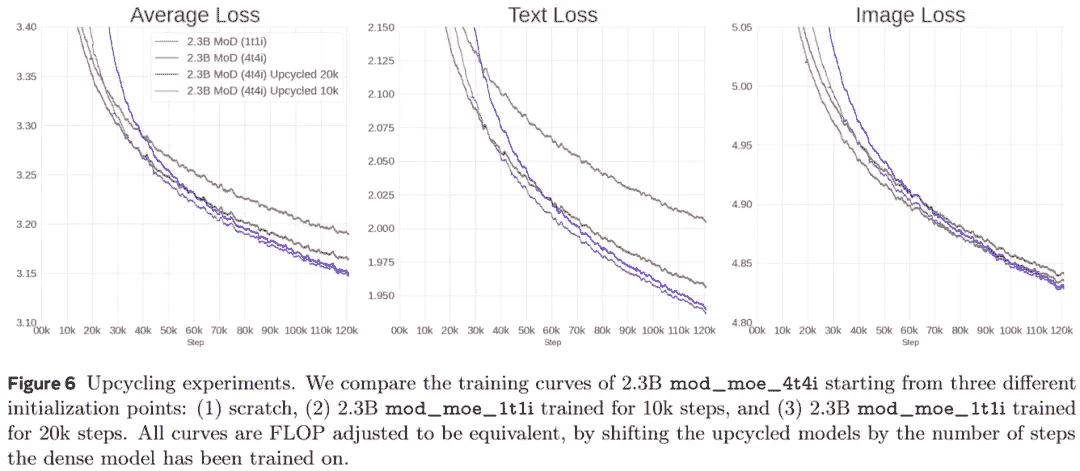 Average Loss
3.40
3.35
3.30
3.25
3.20
3.15
3.10
2.3B MoD (1t1i)
2.3B MoD (4t4i)
2.3B MoD (4t4i) Upcycled 20k
2.3B MoD (4t4i) Upcycled 10k
00k 10k 20k 30k 40k 50k 60k 70k 80k 90k 100k 110k 120k
Step
Text Loss
2.150
2.125
2.100
2.075
2.050
2.025
2.000
1.975
1.950
00k 10k 20k 30k 40k 50k 60k 70k 80k 90k 100k 110k 120k
Step
Image Loss
5.05
5.00
4.95
4.90
4.85
4.80
00k 10k 20k 30k 40k 50k 60k 70k 80k 90k 100k 110k 120k
Step
Figure 6 Upcycling experiments. We compare the training curves of 2.3B mod_moe_4t4i starting from three different
initialization points: (1) scratch, (2) 2.3B mod_moe_1t1i trained for 10k steps, and (3) 2.3B mod_moe_1t1i trained
for 20k steps. All curves are FLOP adjusted to be equivalent, by shifting the upcycled models by the number of steps
the dense model has been trained on.